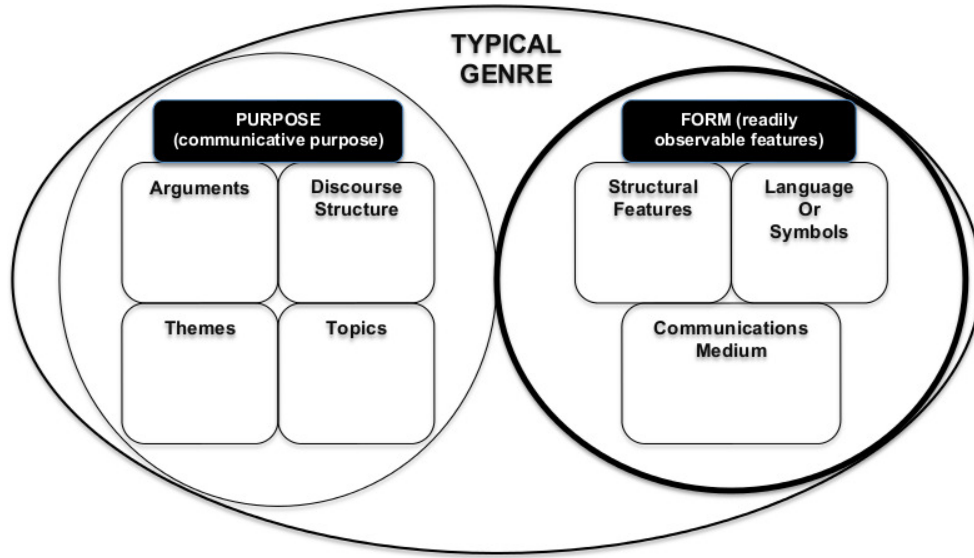 TYPICAL
GENRE
PURPOSE
(communicative purpose)
Arguments
Discourse
Structure
Themes
Topics
FORM (readily
observable features)
Structural
Features
Language
Or
Symbols
Communications
Medium